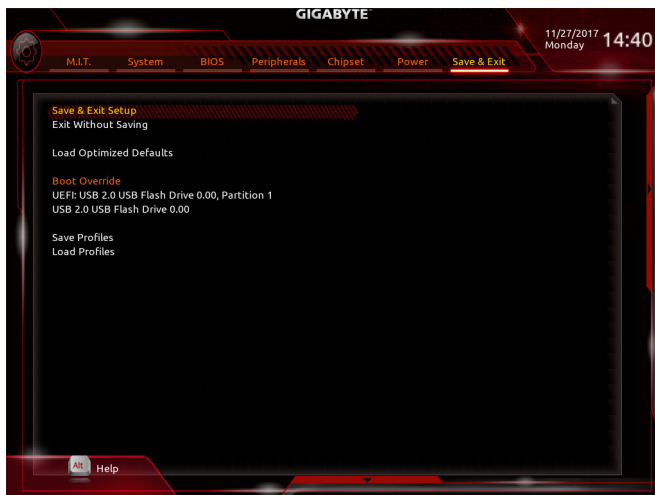 GIGABYTE™
11/27/2017
Monday
14:40
M.I.T. System BIOS Peripherals Chipset Power Save & Exit
Save & Exit Setup
Exit Without Saving
Load Optimized Defaults
Boot Override
UEFI: USB 2.0 USB Flash Drive 0.00, Partition 1
USB 2.0 USB Flash Drive 0.00
Save Profiles
Load Profiles
Alt Help